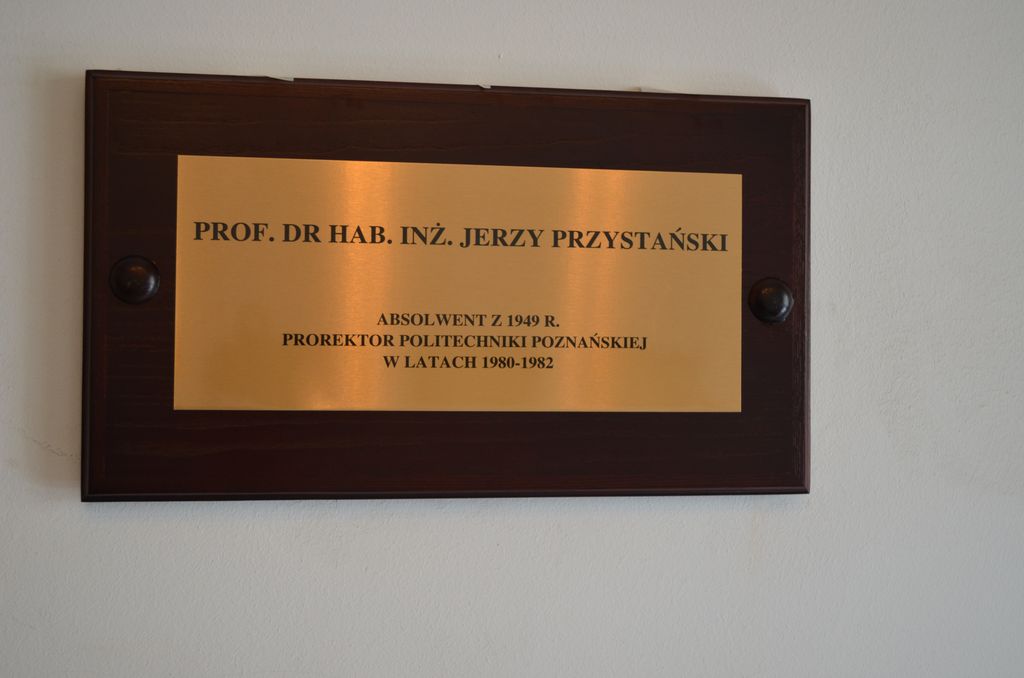 PROF. DR HAB. INŻ. JERZY PRZYSTAŃSKI
ABSOLWENT Z 1949 R.
PROREKTOR POLITECHNIKI POZNAŃSKIEJ
W LATACH 1980-1982